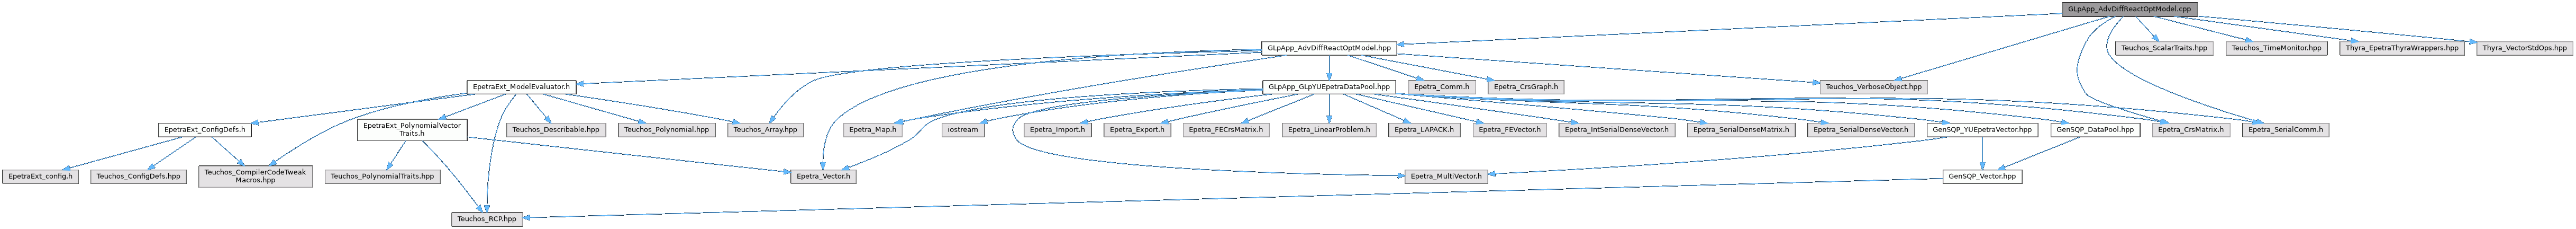 GLpApp_AdvDiffReactOptModel.cpp
GLpApp_AdvDiffReactOptModel.hpp
Teuchos_ScalarTraits.hpp
Teuchos_TimeMonitor.hpp
Thyra_EpetraThyraWrappers.hpp
Thyra_VectorStdOps.hpp
EpetraExt_ModelEvaluator.h
GLpApp_GLpYUEpetraDataPool.hpp
Epetra_Comm.h
Epetra_CrsGraph.h
Teuchos_VerboseObject.hpp
EpetraExt_ConfigDefs.h
EpetraExt_PolynomialVector
Traits.h
Teuchos_Describable.hpp
Teuchos_Polynomial.hpp
Teuchos_Array.hpp
Epetra_Map.h
iostream
Epetra_Import.h
Epetra_Export.h
Epetra_FECrsMatrix.h
Epetra_LinearProblem.h
Epetra_LAPACK.h
Epetra_FEVector.h
Epetra_IntSerialDenseVector.h
Epetra_SerialDenseMatrix.h
Epetra_SerialDenseVector.h
GenSQP_YUEpetraVector.hpp
GenSQP_DataPool.hpp
Epetra_CrsMatrix.h
Epetra_SerialComm.h
EpetraExt_config.h
Teuchos_ConfigDefs.hpp
Teuchos_CompilerCodeTweak
Macros.hpp
Teuchos_PolynomialTraits.hpp
Epetra_Vector.h
Epetra_MultiVector.h
GenSQP_Vector.hpp
Teuchos_RCP.hpp